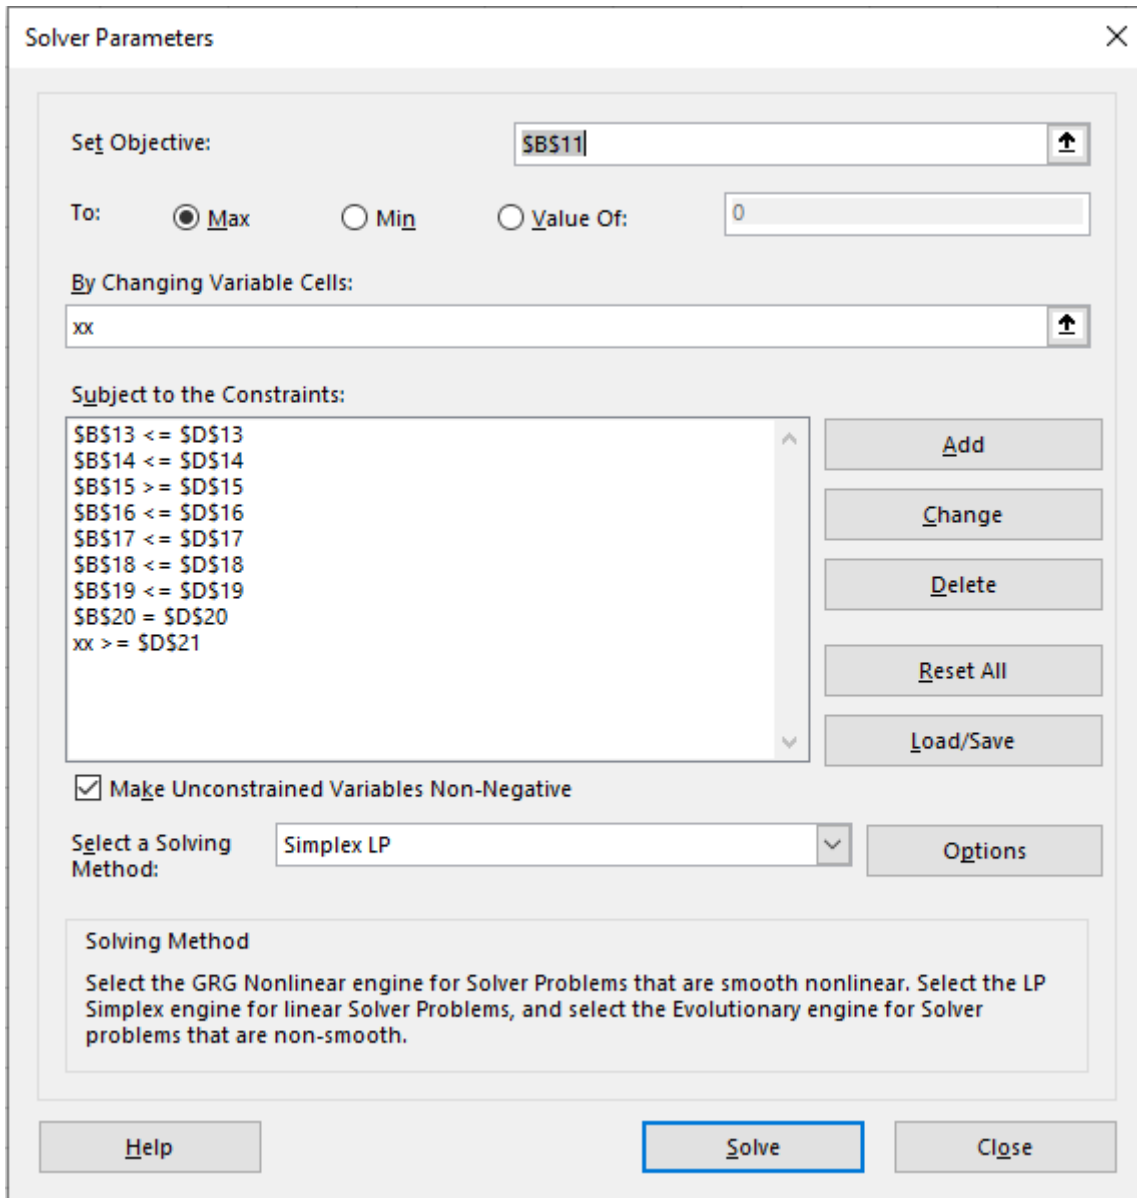 Solver Parameters
Set Objective:
$B$11
To:
Max
Min
Value Of:
0
By Changing Variable Cells:
xx
Subject to the Constraints:
$B$13 <= $D$13
$B$14 <= $D$14
$B$15 >= $D$15
$B$16 <= $D$16
$B$17 <= $D$17
$B$18 <= $D$18
$B$19 <= $D$19
$B$20 = $D$20
xx >= $D$21
Add
Change
Delete
Reset All
Load/Save
Make Unconstrained Variables Non-Negative
Select a Solving
Method:
Simplex LP
Options
Solving Method
Select the GRG Nonlinear engine for Solver Problems that are smooth nonlinear. Select the LP
Simplex engine for linear Solver Problems, and select the Evolutionary engine for Solver
problems that are non-smooth.
Help
Solve
Close